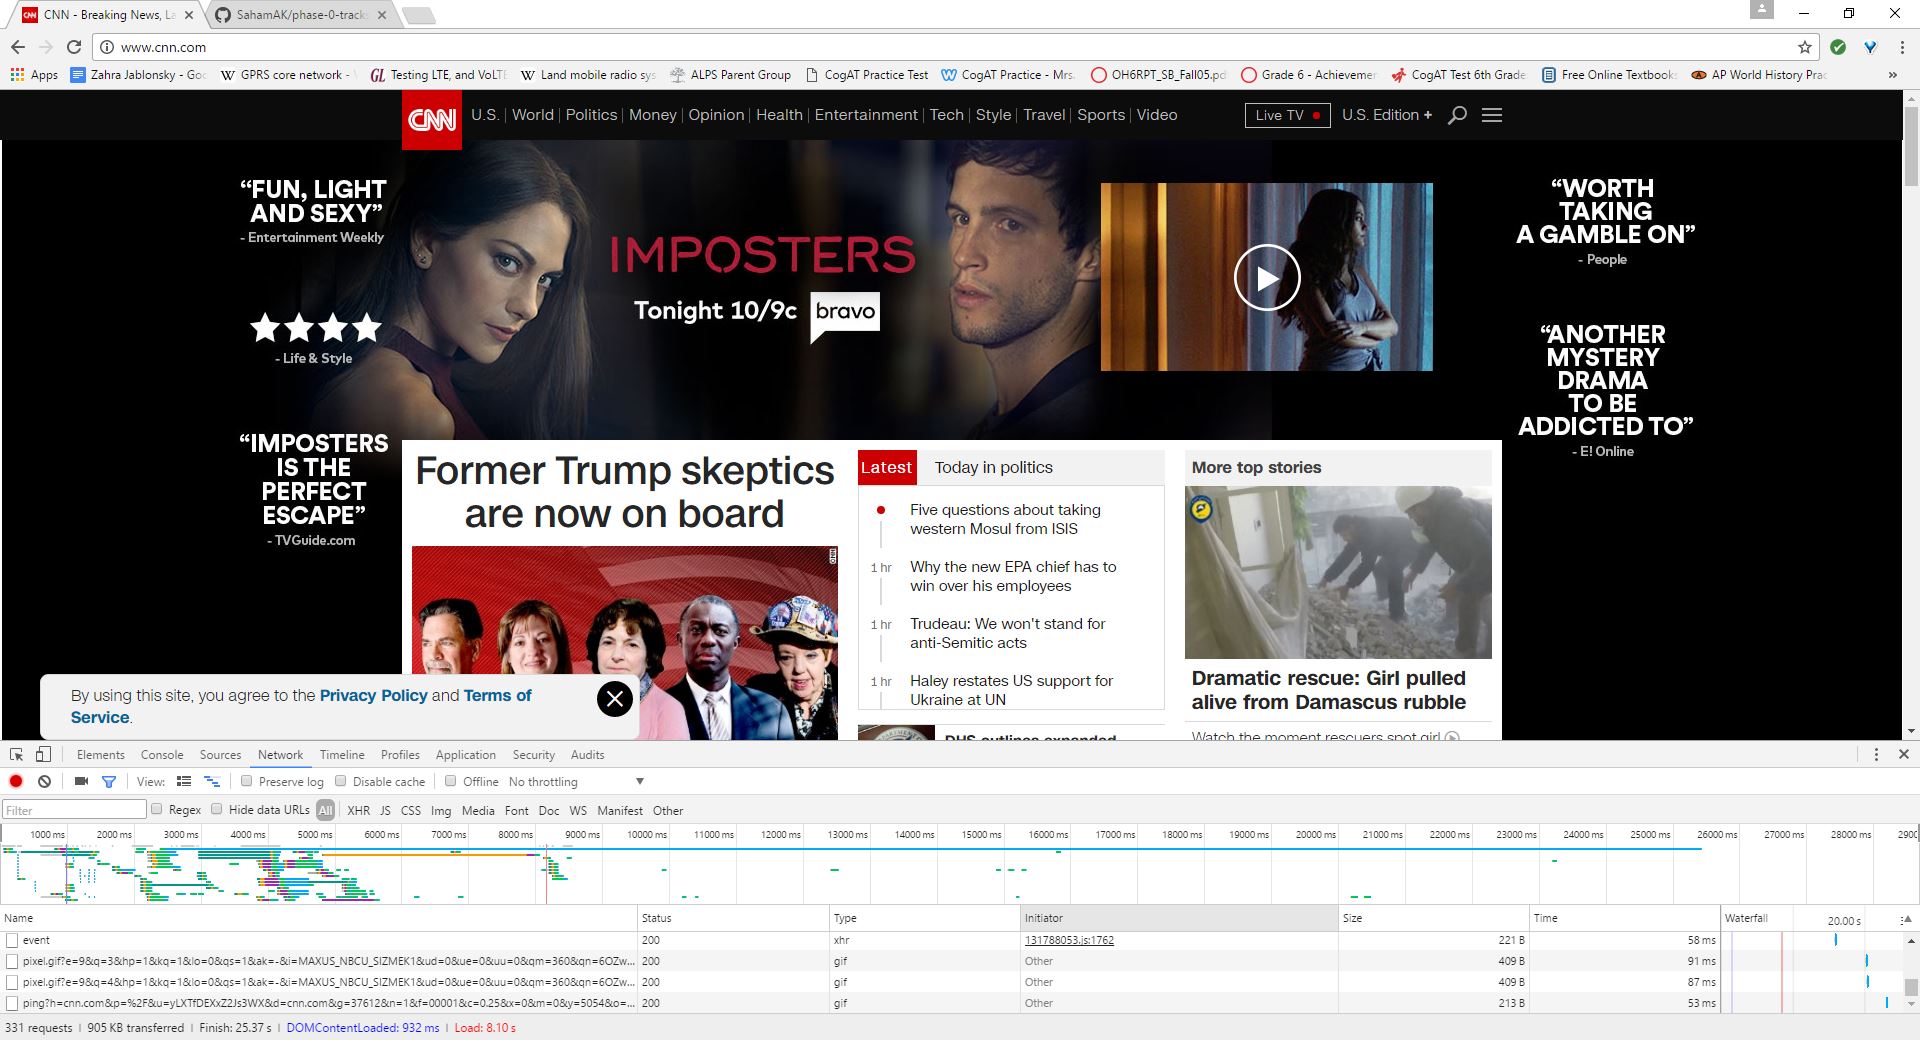 CNN - Breaking News, La
SahamAK/phase-0-tracks
www.cnn.com
Apps
Zahra Jablonsky - Goo
GPRS core network -
Testing LTE, and VoLTE
Land mobile radio sys
ALPS Parent Group
CogAT Practice Test
CogAT Practice - Mrs.
OH6RPT_SB_Fall05.pd
Grade 6 - Achievemen
CogAT Test 6th Grade
Free Online Textbooks
AP World History Prac
»
CNN
U.S. | World | Politics | Money | Opinion | Health | Entertainment | Tech | Style | Travel | Sports | Video
Live TV
U.S. Edition +
“FUN, LIGHT
AND SEXY”
- Entertainment Weekly
- Life & Style
“IMPOSTERS
IS THE
PERFECT
ESCAPE”
- TVGuide.com
IMPOSTERS
Tonight 10/9c bravo
“WORTH
TAKING
A GAMBLE ON”
- People
“ANOTHER
MYSTERY
DRAMA
TO BE
ADDICTED TO”
- E! Online
Former Trump skeptics
are now on board
CNN
Latest
Today in politics
Five questions about taking
western Mosul from ISIS
1 hr
Why the new EPA chief has to
win over his employees
1 hr
Trudeau: We won't stand for
anti-Semitic acts
1 hr
Haley restates US support for
Ukraine at UN
DHS outlines expanded
More top stories
Dramatic rescue: Girl pulled
alive from Damascus rubble
Watch the moment rescuers spot girl
By using this site, you agree to the Privacy Policy and Terms of
Service.
Elements Console Sources Network Timeline Profiles Application Security Audits
View: Preserve log Disable cache Offline No throttling
Filter Regex Hide data URLs All XHR JS CSS Img Media Font Doc WS Manifest Other
1000 ms 2000 ms 3000 ms 4000 ms 5000 ms 6000 ms 7000 ms 8000 ms 9000 ms 10000 ms 11000 ms 12000 ms 13000 ms 14000 ms 15000 ms 16000 ms 17000 ms 18000 ms 19000 ms 20000 ms 21000 ms 22000 ms 23000 ms 24000 ms 25000 ms 26000 ms 27000 ms 28000 ms 2900
Name Status Type Initiator Size Time Waterfall 20.00 s
event 200 xhr 131788053.js:1762 221 B 58 ms
pixel.gif?e=9&q=3&hp=1&kq=1&lo=0&qs=1&ak=-&i=MAXUS_NBCU_SIZMEK1&ud=0&ue=0&uu=0&qm=360&qn=6OZw... 200 gif Other 409 B 91 ms
pixel.gif?e=9&q=4&hp=1&kq=1&lo=0&qs=1&ak=-&i=MAXUS_NBCU_SIZMEK1&ud=0&ue=0&uu=0&qm=360&qn=6OZw... 200 gif Other 409 B 87 ms
ping?h=cnn.com&p=%2F&u=yLXTfDEXxZ2Js3WX&d=cnn.com&g=37612&n=1&f=00001&c=0.25&x=0&m=0&y=5054&o=... 200 gif Other 213 B 53 ms
331 requests | 905 KB transferred | Finish: 25.37 s | DOMContentLoaded: 932 ms | Load: 8.10 s